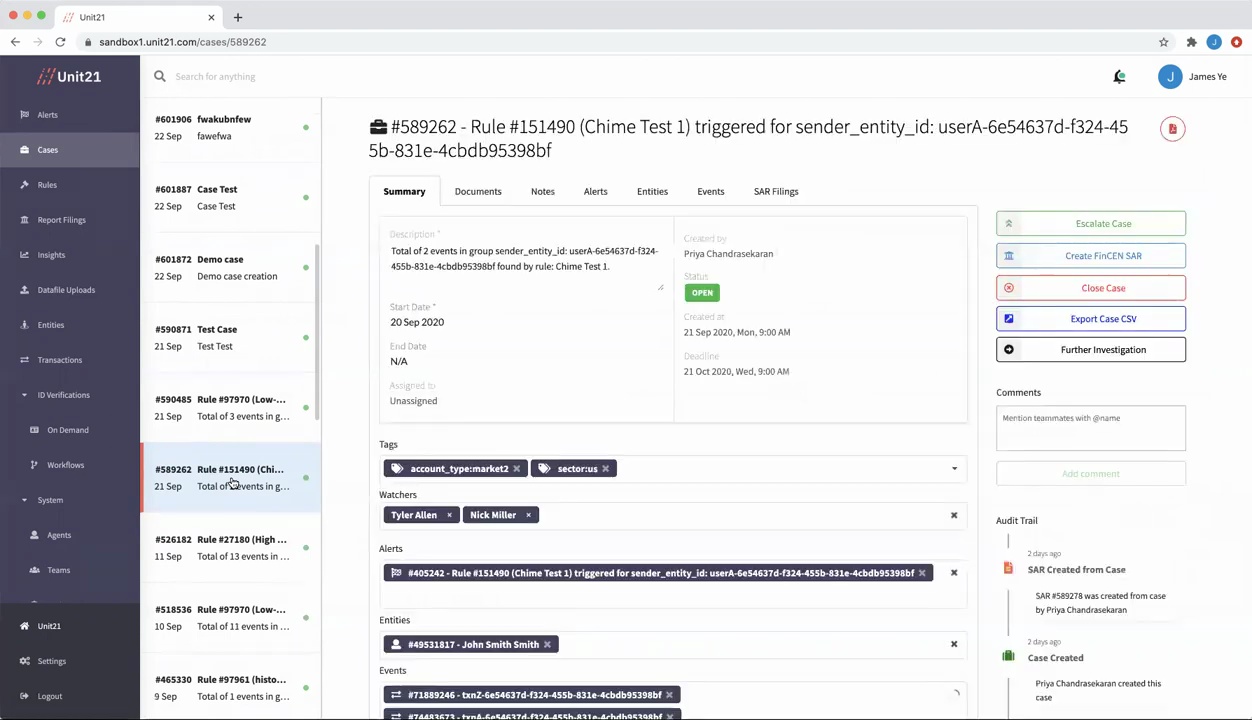 Unit21
sandbox1.unit21.com/cases/589262
J
Unit21
Search for anything
J
James Ye
Alerts
Cases
Rules
Report Filings
Insights
Datafile Uploads
Entities
Transactions
ID Verifications
On Demand
Workflows
System
Agents
Teams
Unit21
Settings
Logout
#601906 fwakubnfew
22 Sep fawefwa
#601887 Case Test
22 Sep Case Test
#601872 Demo case
22 Sep Demo case creation
#590871 Test Case
21 Sep Test Test
#590485 Rule #97970 (Low-...
21 Sep Total of 3 events in g...
#589262 Rule #151490 (Chi...
21 Sep Total of events in g...
#526182 Rule #27180 (High ...
11 Sep Total of 13 events in ...
#518536 Rule #97970 (Low-...
10 Sep Total of 11 events in ...
#465330 Rule #97961 (histo...
9 Sep Total of 1 events in g...
#589262 - Rule #151490 (Chime Test 1) triggered for sender_entity_id: userA-6e54637d-f324-45
5b-831e-4cbdb95398bf
Summary Documents Notes Alerts Entities Events SAR Filings
Description *
Total of 2 events in group sender_entity_id: userA-6e54637d-f324-
455b-831e-4cbdb95398bf found by rule: Chime Test 1.
Start Date *
20 Sep 2020
End Date
N/A
Assigned to
Unassigned
Created by
Priya Chandrasekaran
Status
OPEN
Created at
21 Sep 2020, Mon, 9:00 AM
Deadline
21 Oct 2020, Wed, 9:00 AM
Tags
account_type:market2 × sector:us ×
Watchers
Tyler Allen × Nick Miller ×
Alerts
#405242 - Rule #151490 (Chime Test 1) triggered for sender_entity_id: userA-6e54637d-f324-455b-831e-4cbdb95398bf ×
Entities
#49531817 - John Smith Smith ×
Events
#71889246 - txnZ-6e54637d-f324-455b-831e-4cbdb95398bf ×
#74483673 - txnA-6e54637d-f324-455b-831e-4cbdb95398bf ×
Escalate Case
Create FinCEN SAR
Close Case
Export Case CSV
Further Investigation
Comments
Mention teammates with @name
Add comment
Audit Trail
2 days ago
SAR Created from Case
SAR #589278 was created from case
by Priya Chandrasekaran
2 days ago
Case Created
Priya Chandrasekaran created this
case